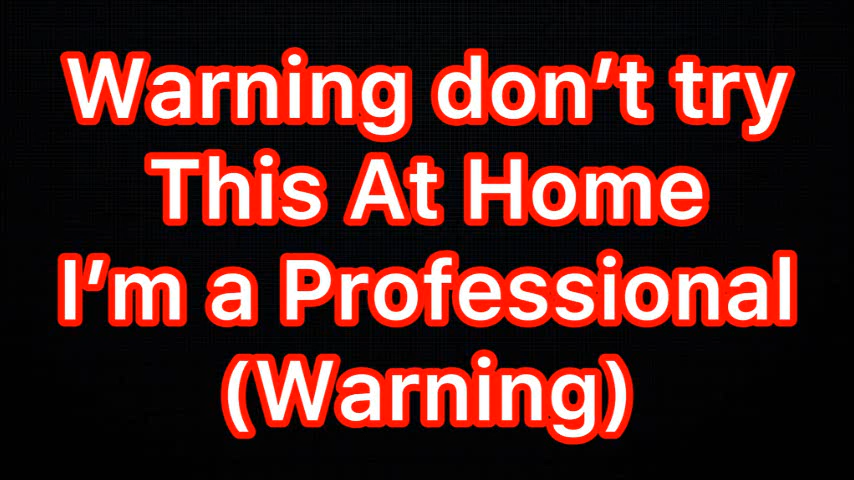 Warning don’t try
This At Home
I’m a Professional
(Warning)